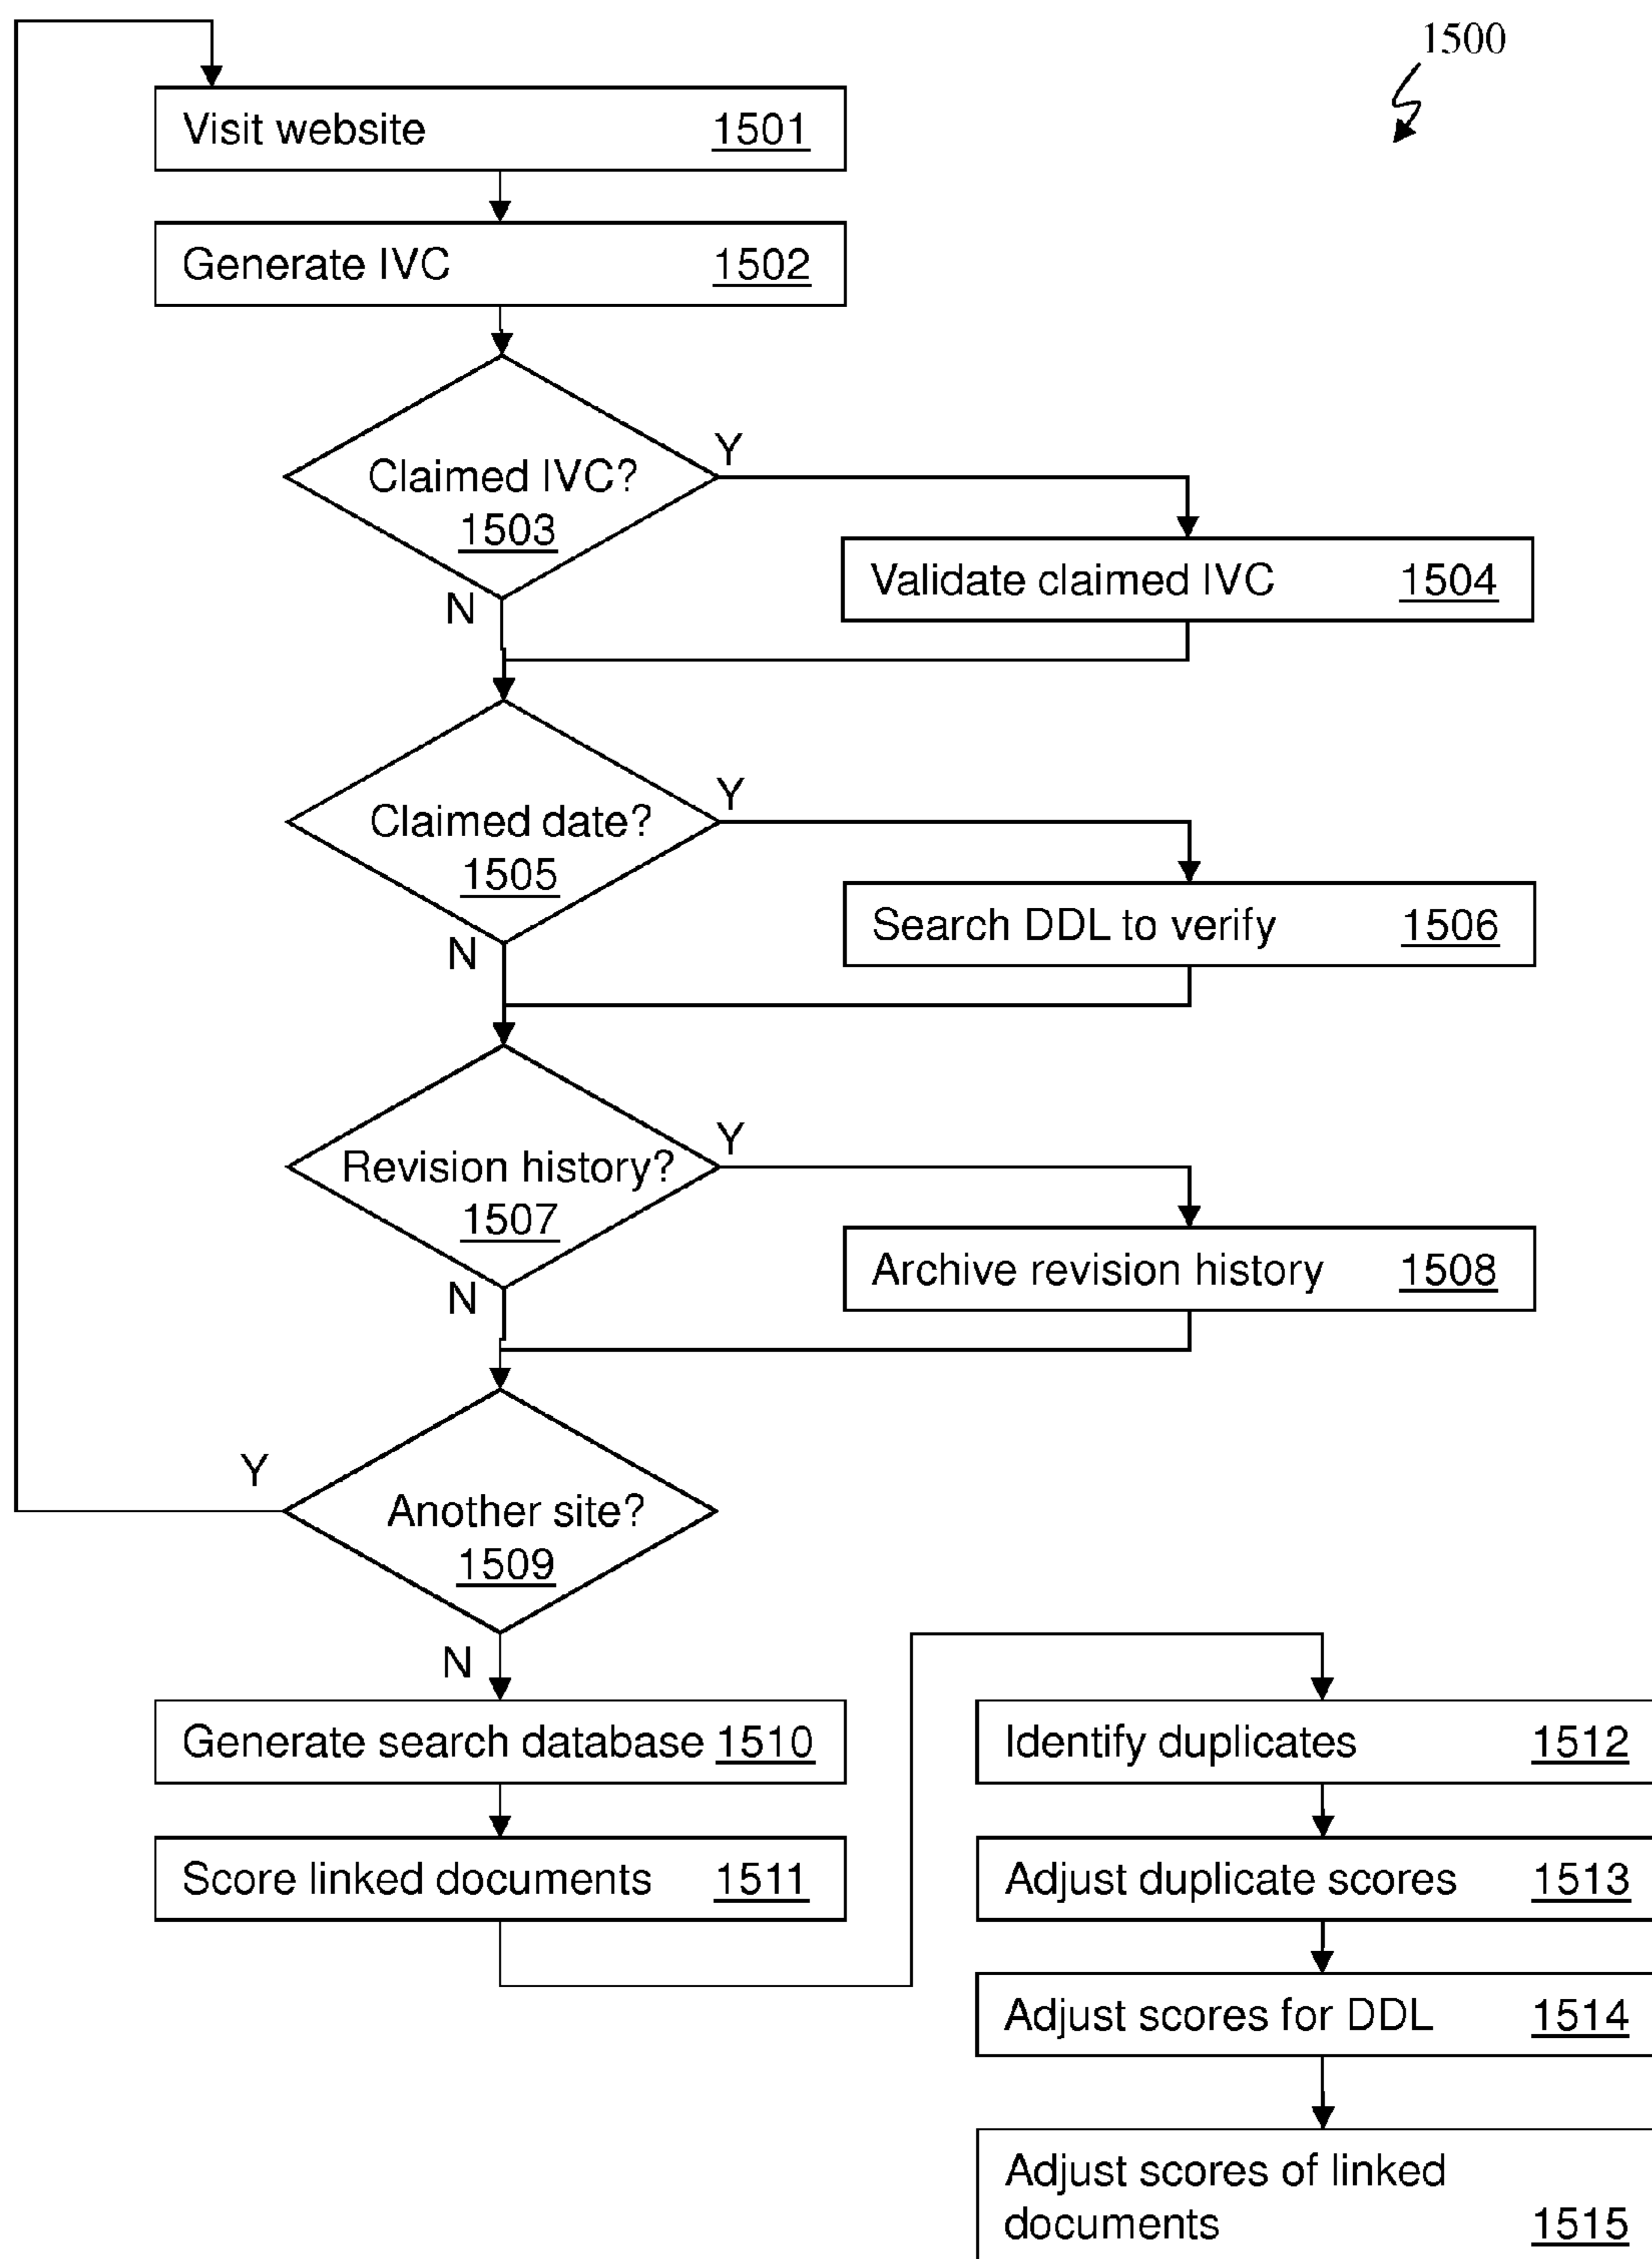 1500
Visit website 1501
Generate IVC 1502
Y
Claimed IVC?
1503
Validate claimed IVC 1504
N
Y
Claimed date?
1505
Search DDL to verify 1506
N
Y
Revision history?
1507
Archive revision history 1508
N
Y
Another site?
1509
N
Generate search database 1510
Score linked documents 1511
Identify duplicates 1512
Adjust duplicate scores 1513
Adjust scores for DDL 1514
Adjust scores of linked
documents 1515